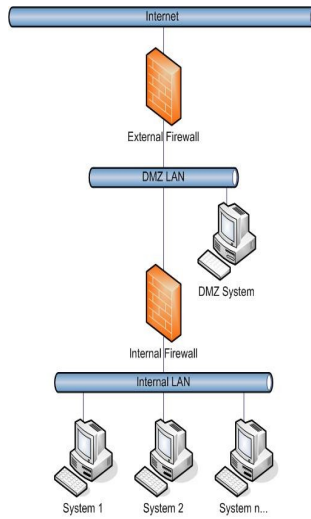 Internet
External Firewall
DMZ LAN
DMZ System
Internal Firewall
Internal LAN
System 1
System 2
System n...